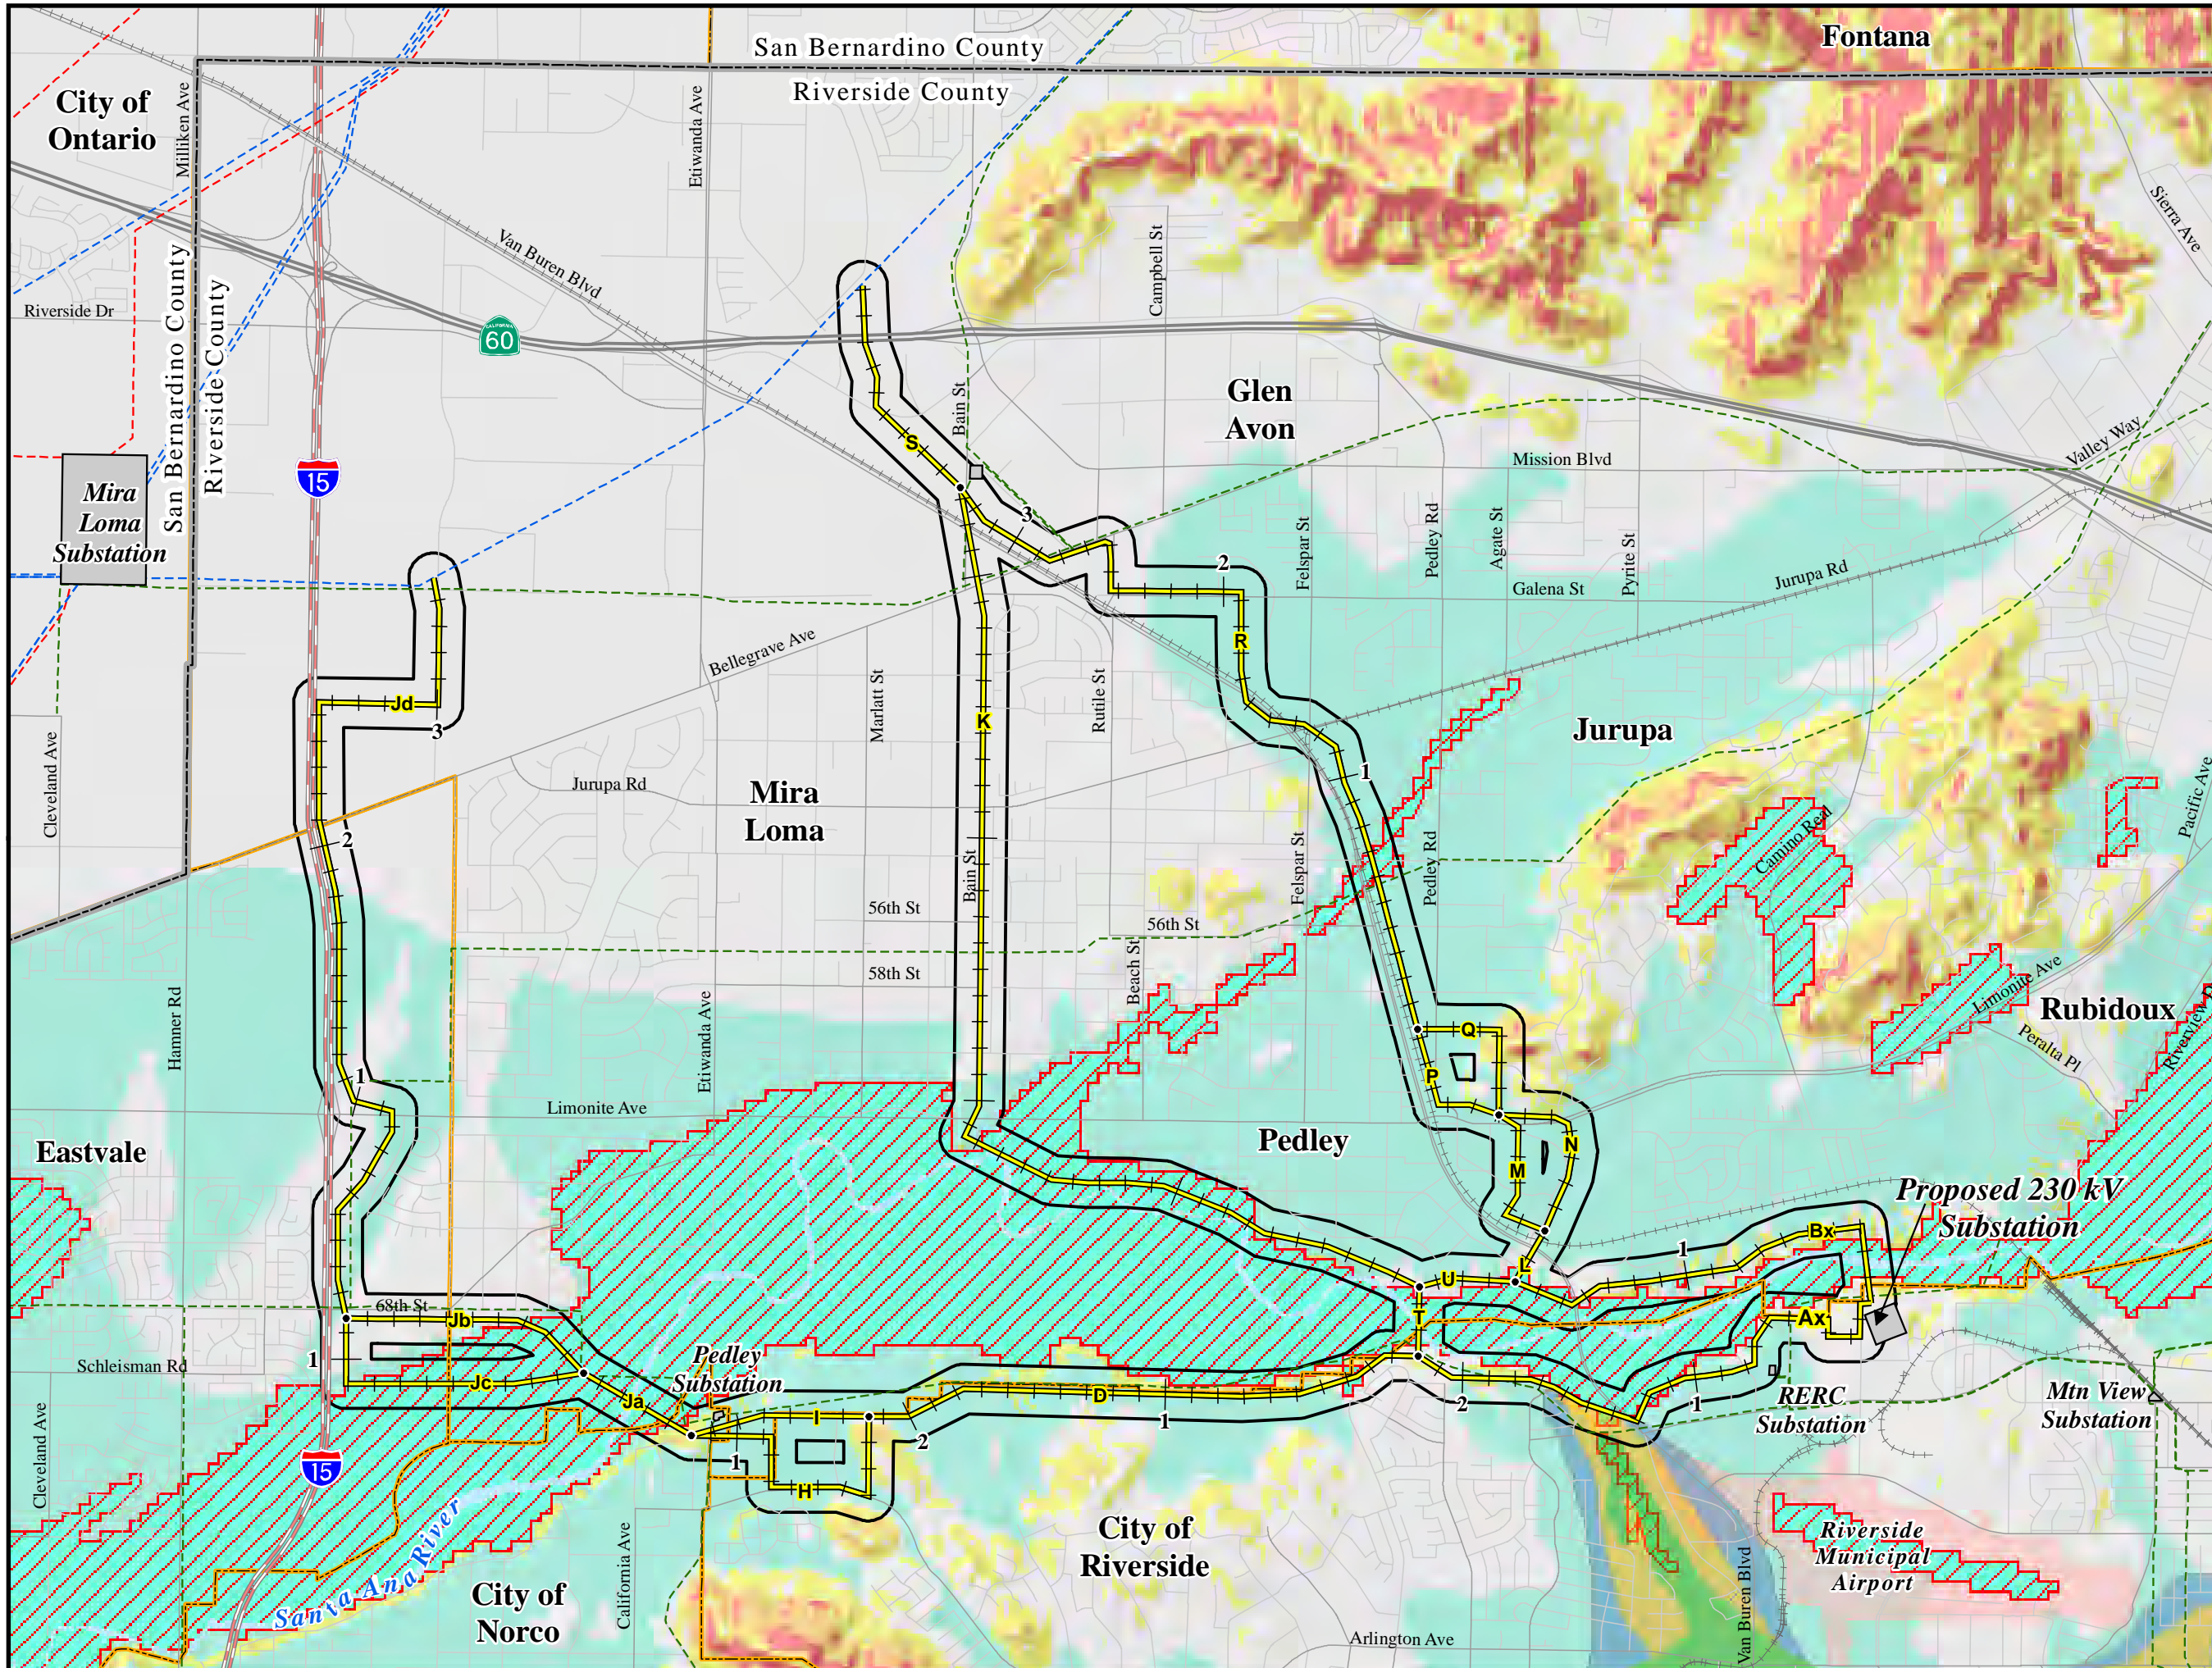 San Bernardino County
Fontana
Riverside County
City of
Ontario
Milliken Ave
Etiwanda Ave
Sierra Ave
Van Buren Blvd
Campbell St
San Bernardino County
Riverside County
Riverside Dr
CALIFORNIA
60
Bain St
Glen
Avon
S
Mission Blvd
Valley Way
15
Mira
Loma
Substation
3
Felspar St
Pedley Rd
Agate St
Pyrite St
2
Galena St
Jurupa Rd
Bellegrave Ave
R
Marlatt St
Rutile St
K
Jd
3
Jurupa
Cleveland Ave
Jurupa Rd
Mira
Loma
1
Pacific Ave
2
Camino Real
Bain St
Felspar St
Pedley Rd
56th St
56th St
58th St
Beach St
Limonite Ave
Rubidoux
Hamner Rd
Etiwanda Ave
Q
Peralta Pl
P
1
Limonite Ave
Eastvale
Pedley
N
M
Proposed 230 kV
Substation
Bx
1
L
U
68th St
Jb
T
Ax
1
Schleisman Rd
Pedley
Substation
Jc
Ja
D
RERC
Substation
Mtn View
Substation
I
1
2
1
2
Cleveland Ave
1
H
15
Santa Ana River
City of
Norco
California Ave
City of
Riverside
Riverside
Municipal
Airport
Van Buren Blvd
Arlington Ave